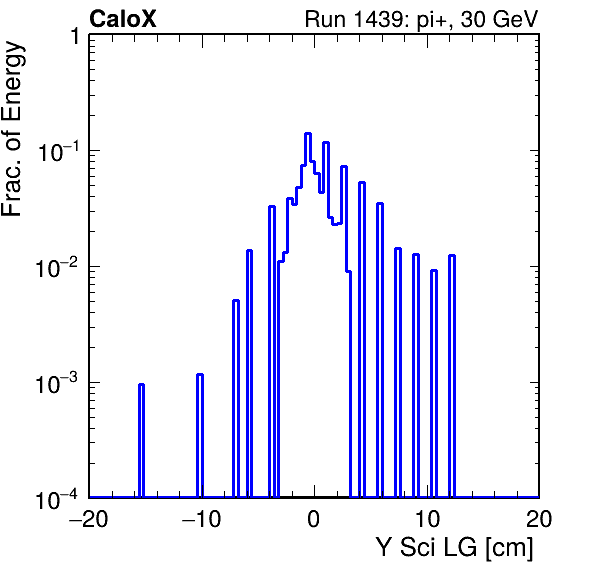 CaloX Run 1439: pi+, 30 GeV
Frac. of Energy
1
10⁻¹
10⁻²
10⁻³
10⁻⁴
−20 −10 0 10 20
Y Sci LG [cm]